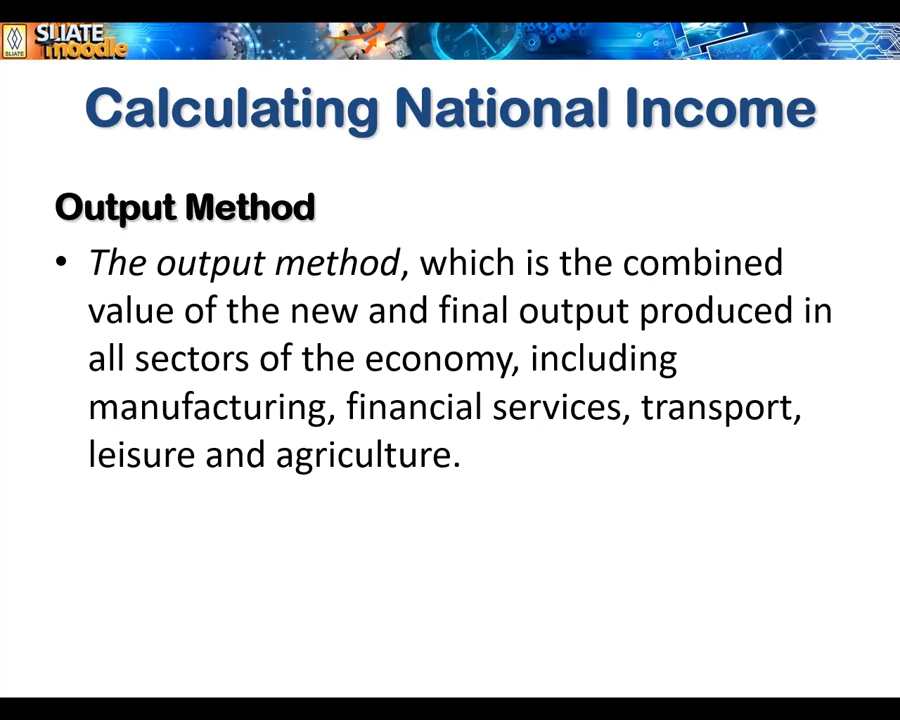 SLIATE
SLIATE
moodle
Calculating National Income
Output Method
• The output method, which is the combined
value of the new and final output produced in
all sectors of the economy, including
manufacturing, financial services, transport,
leisure and agriculture.